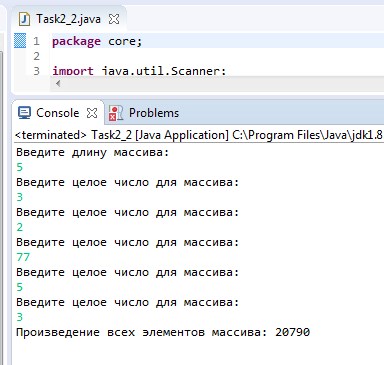 Task2_2.java
1 package core;
2
3 import java.util.Scanner;
Console Problems
<terminated> Task2_2 [Java Application] C:\Program Files\Java\jdk1.8
Введите длину массива:
5
Введите целое число для массива:
3
Введите целое число для массива:
2
Введите целое число для массива:
77
Введите целое число для массива:
5
Введите целое число для массива:
3
Произведение всех элементов массива: 20790